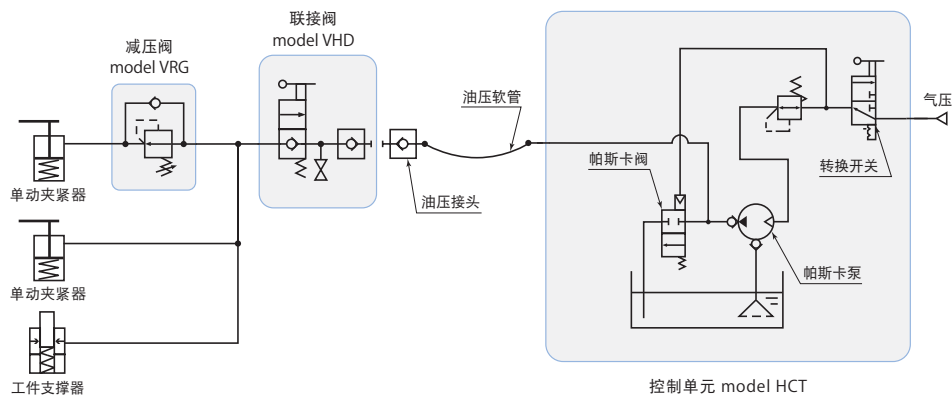 减压阀
model VRG
联接阀
model VHD
油压软管
气压
转换开关
帕斯卡阀
油压接头
单动夹紧器
帕斯卡泵
单动夹紧器
工件支撑器
控制单元 model HCT